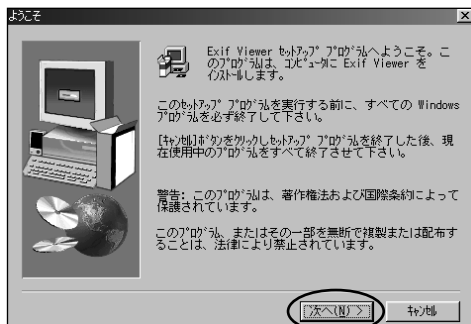 ようこそ
Exif Viewer ｾｯﾄｱｯﾌﾟ ﾌﾟﾛｸﾞﾗﾑへようこそ。こ
のﾌﾟﾛｸﾞﾗﾑは、ｺﾝﾋﾟｭｰﾀに Exif Viewer を
ｲﾝｽﾄｰﾙします。
このｾｯﾄｱｯﾌﾟ ﾌﾟﾛｸﾞﾗﾑを実行する前に、すべての Windows
ﾌﾟﾛｸﾞﾗﾑを必ず終了して下さい。
[ｷｬﾝｾﾙ]ﾎﾞﾀﾝをｸﾘｯｸしｾｯﾄｱｯﾌﾟ ﾌﾟﾛｸﾞﾗﾑを終了した後、現
在使用中のﾌﾟﾛｸﾞﾗﾑをすべて終了させて下さい。
警告: このﾌﾟﾛｸﾞﾗﾑは、著作権法および国際条約によって
保護されています。
このﾌﾟﾛｸﾞﾗﾑ、またはその一部を無断で複製または配布す
ることは、法律により禁止されています。
次へ(N) >
ｷｬﾝｾﾙ